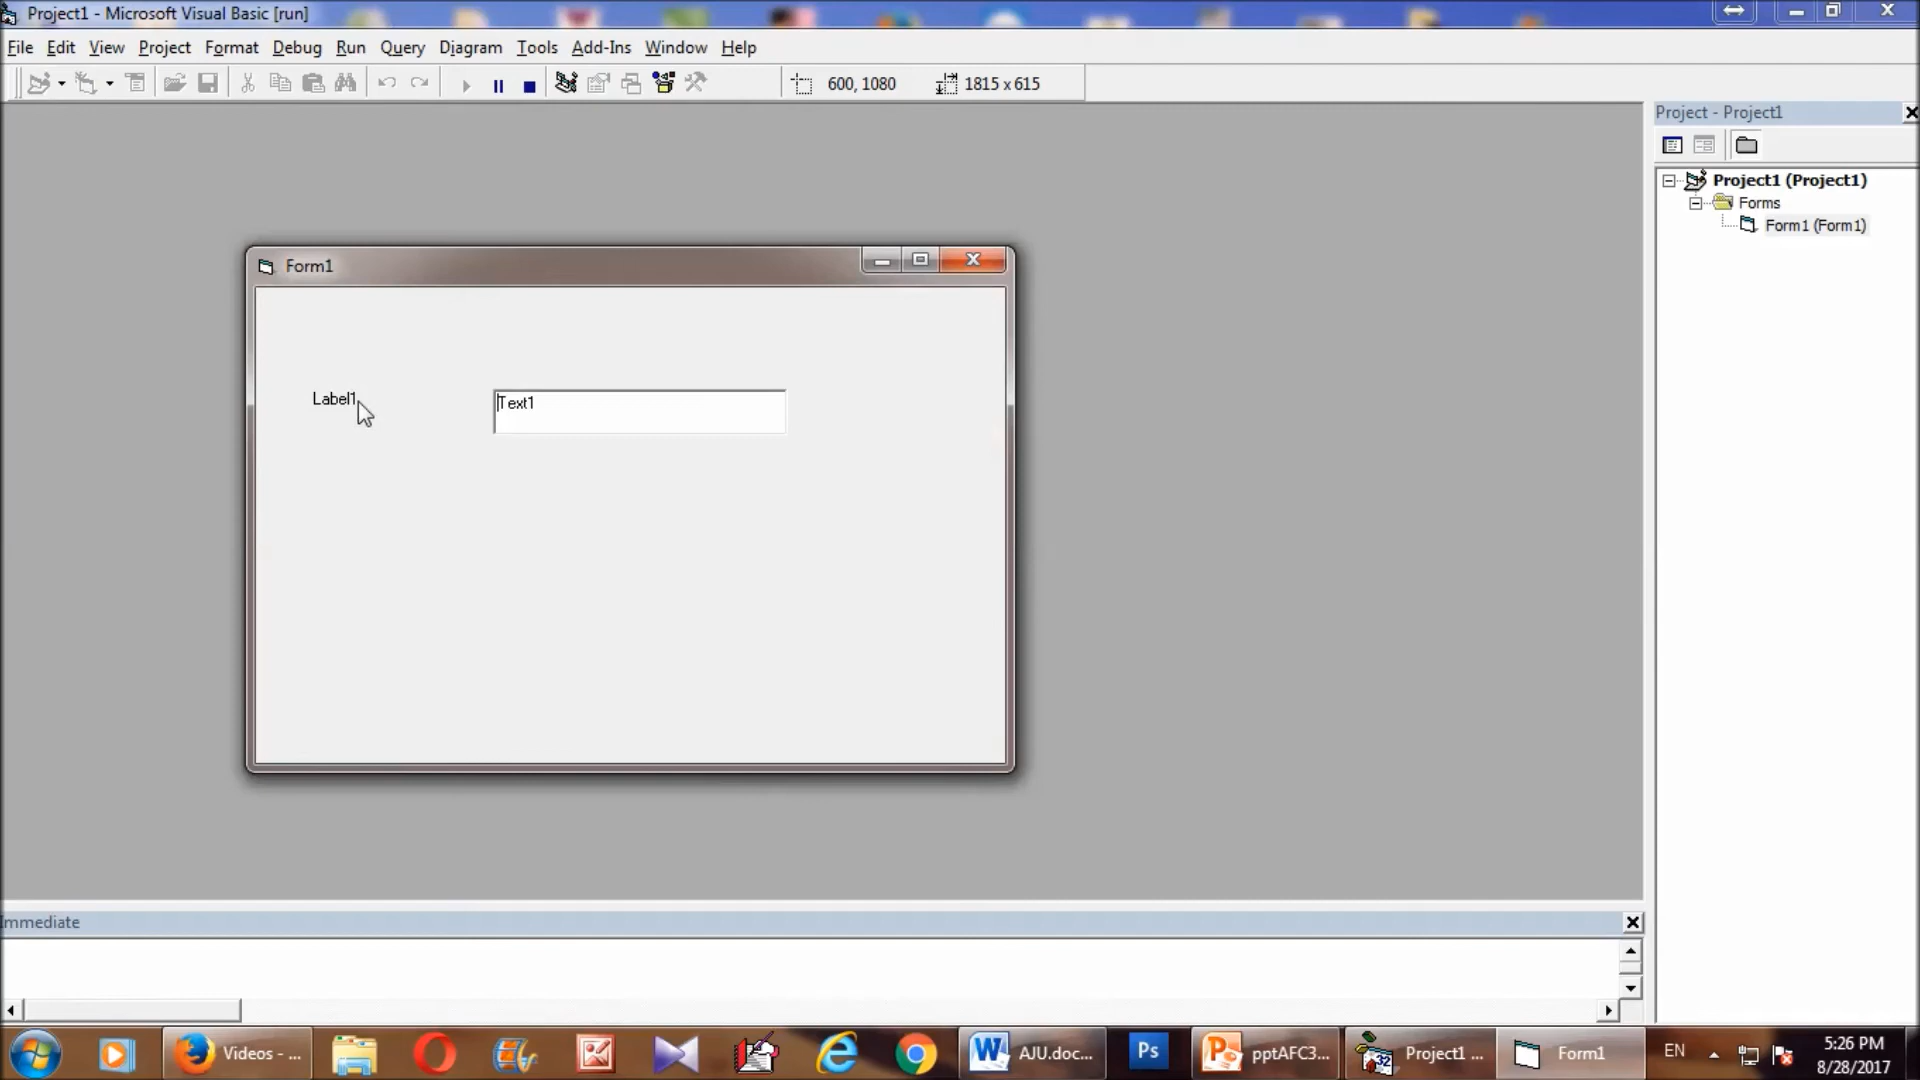 Project1 - Microsoft Visual Basic [run]
File Edit View Project Format Debug Run Query Diagram Tools Add-Ins Window Help
600, 1080 1815 x 615
Project - Project1
Project1 (Project1)
Forms
Form1 (Form1)
Form1
Label1
Text1
Immediate
Videos - ...
AJU.doc...
Ps
pptAFC3...
32
Project1 ...
Form1
EN
5:26 PM
8/28/2017